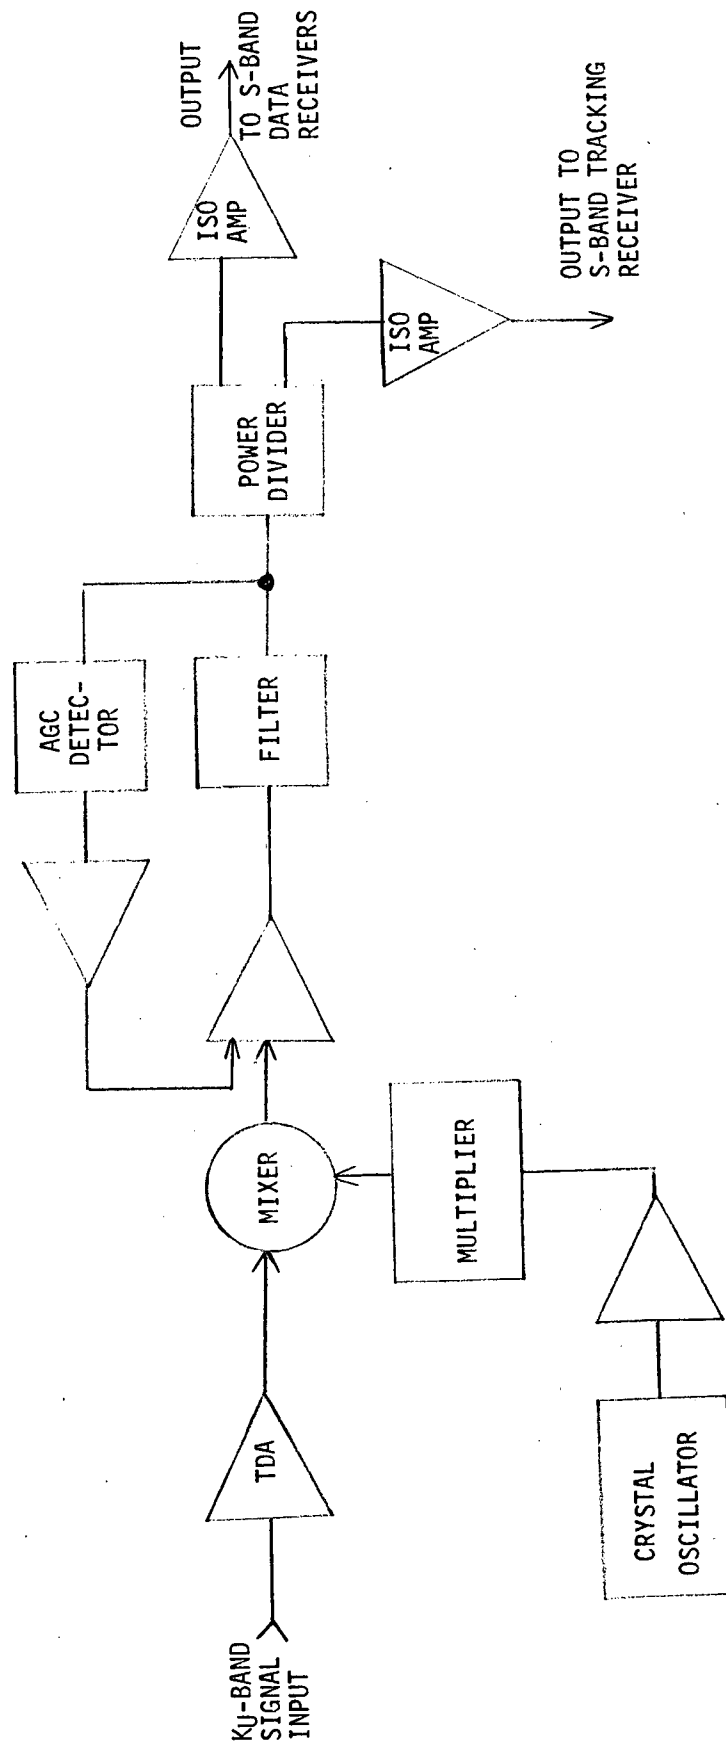 KU-BAND
SIGNAL
INPUT
TDA
MIXER
MULTIPLIER
CRYSTAL
OSCILLATOR
AGC
DETEC-
TOR
FILTER
POWER
DIVIDER
ISO
AMP
OUTPUT
TO S-BAND
DATA
RECEIVERS
ISO
AMP
OUTPUT TO
S-BAND TRACKING
RECEIVER